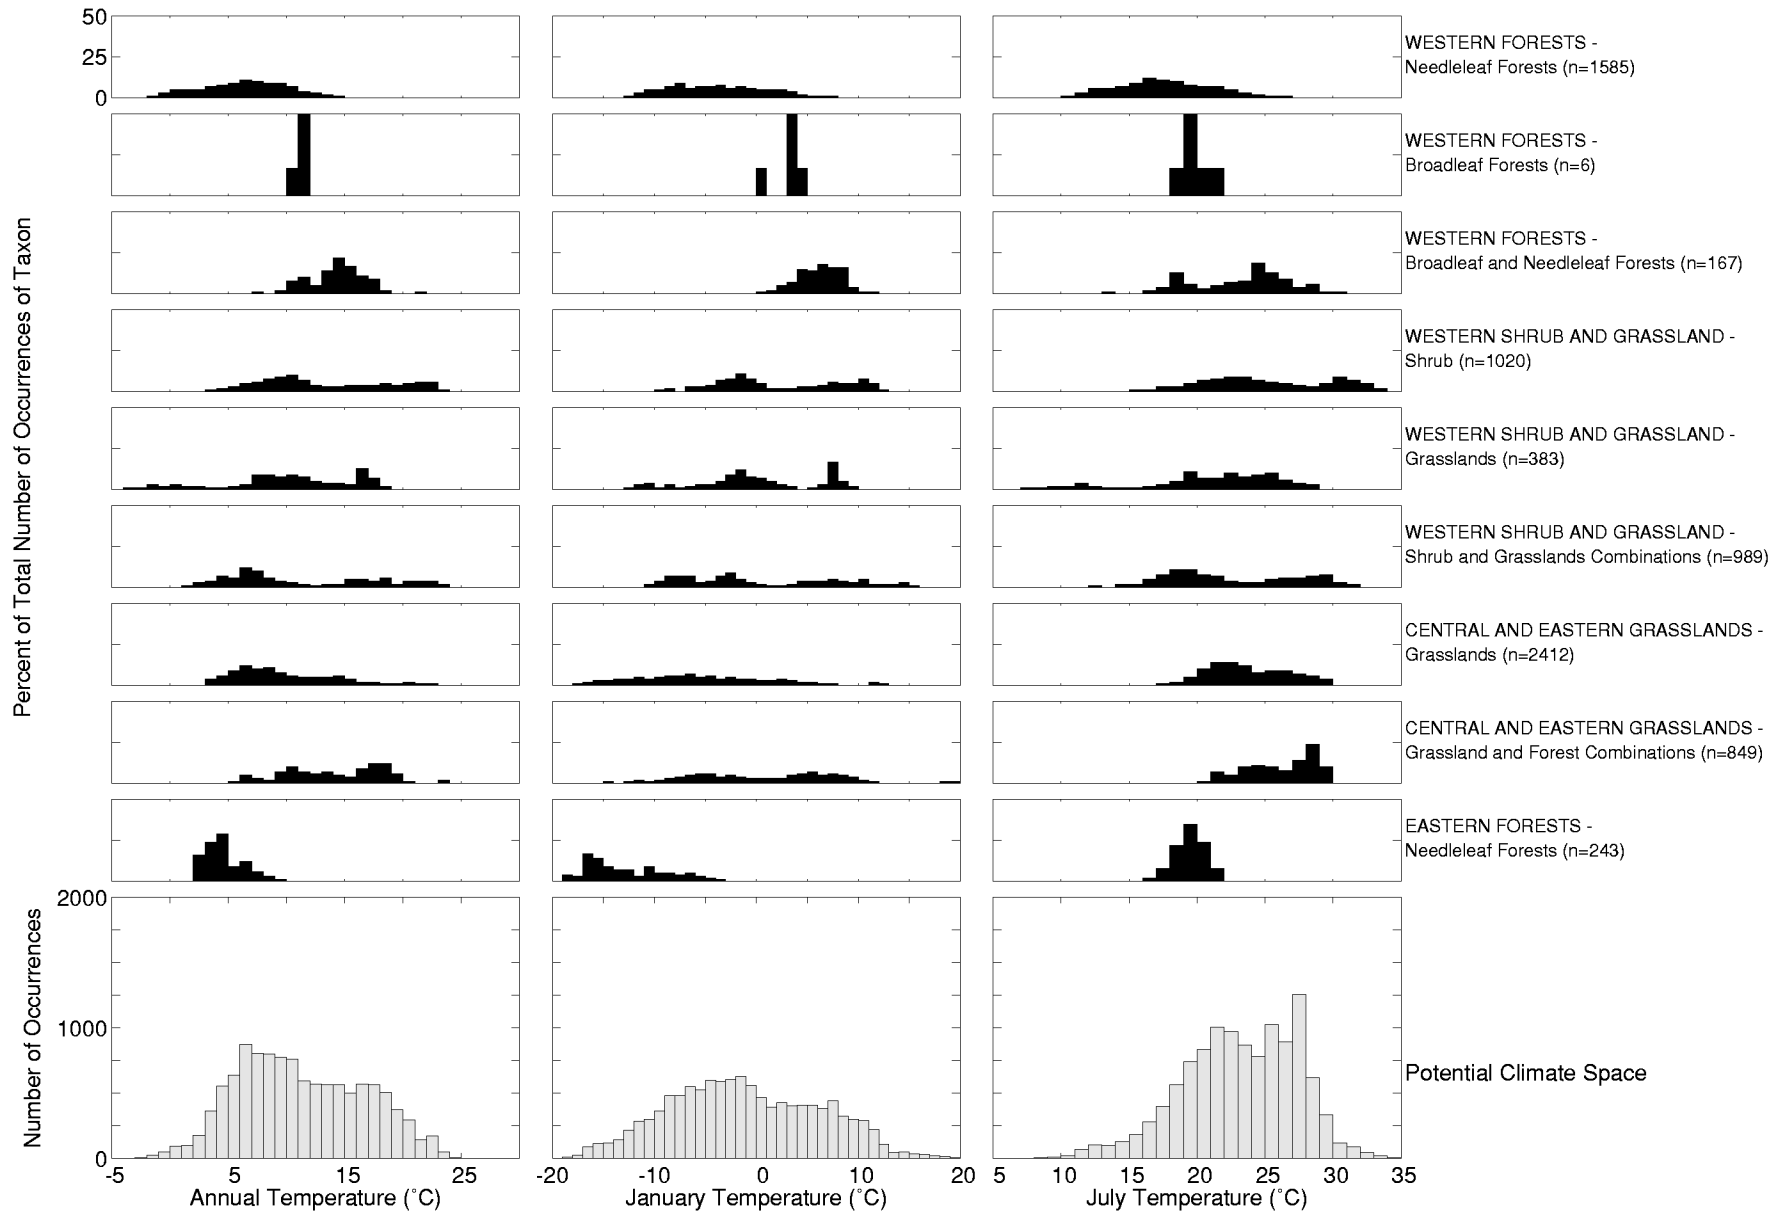 50
25
0
WESTERN FORESTS -
Needleleaf Forests (n=1585)
WESTERN FORESTS -
Broadleaf Forests (n=6)
WESTERN FORESTS -
Broadleaf and Needleleaf Forests (n=167)
WESTERN SHRUB AND GRASSLAND -
Shrub (n=1020)
WESTERN SHRUB AND GRASSLAND -
Grasslands (n=383)
WESTERN SHRUB AND GRASSLAND -
Shrub and Grasslands Combinations (n=989)
CENTRAL AND EASTERN GRASSLANDS -
Grasslands (n=2412)
CENTRAL AND EASTERN GRASSLANDS -
Grassland and Forest Combinations (n=849)
EASTERN FORESTS -
Needleleaf Forests (n=243)
Percent of Total Number of Occurrences of Taxon
2000
1000
0
Number of Occurrences
Potential Climate Space
-5 5 15 25
-20 -10 0 10 20
5 10 15 20 25 30 35
Annual Temperature (˚C)
January Temperature (˚C)
July Temperature (˚C)